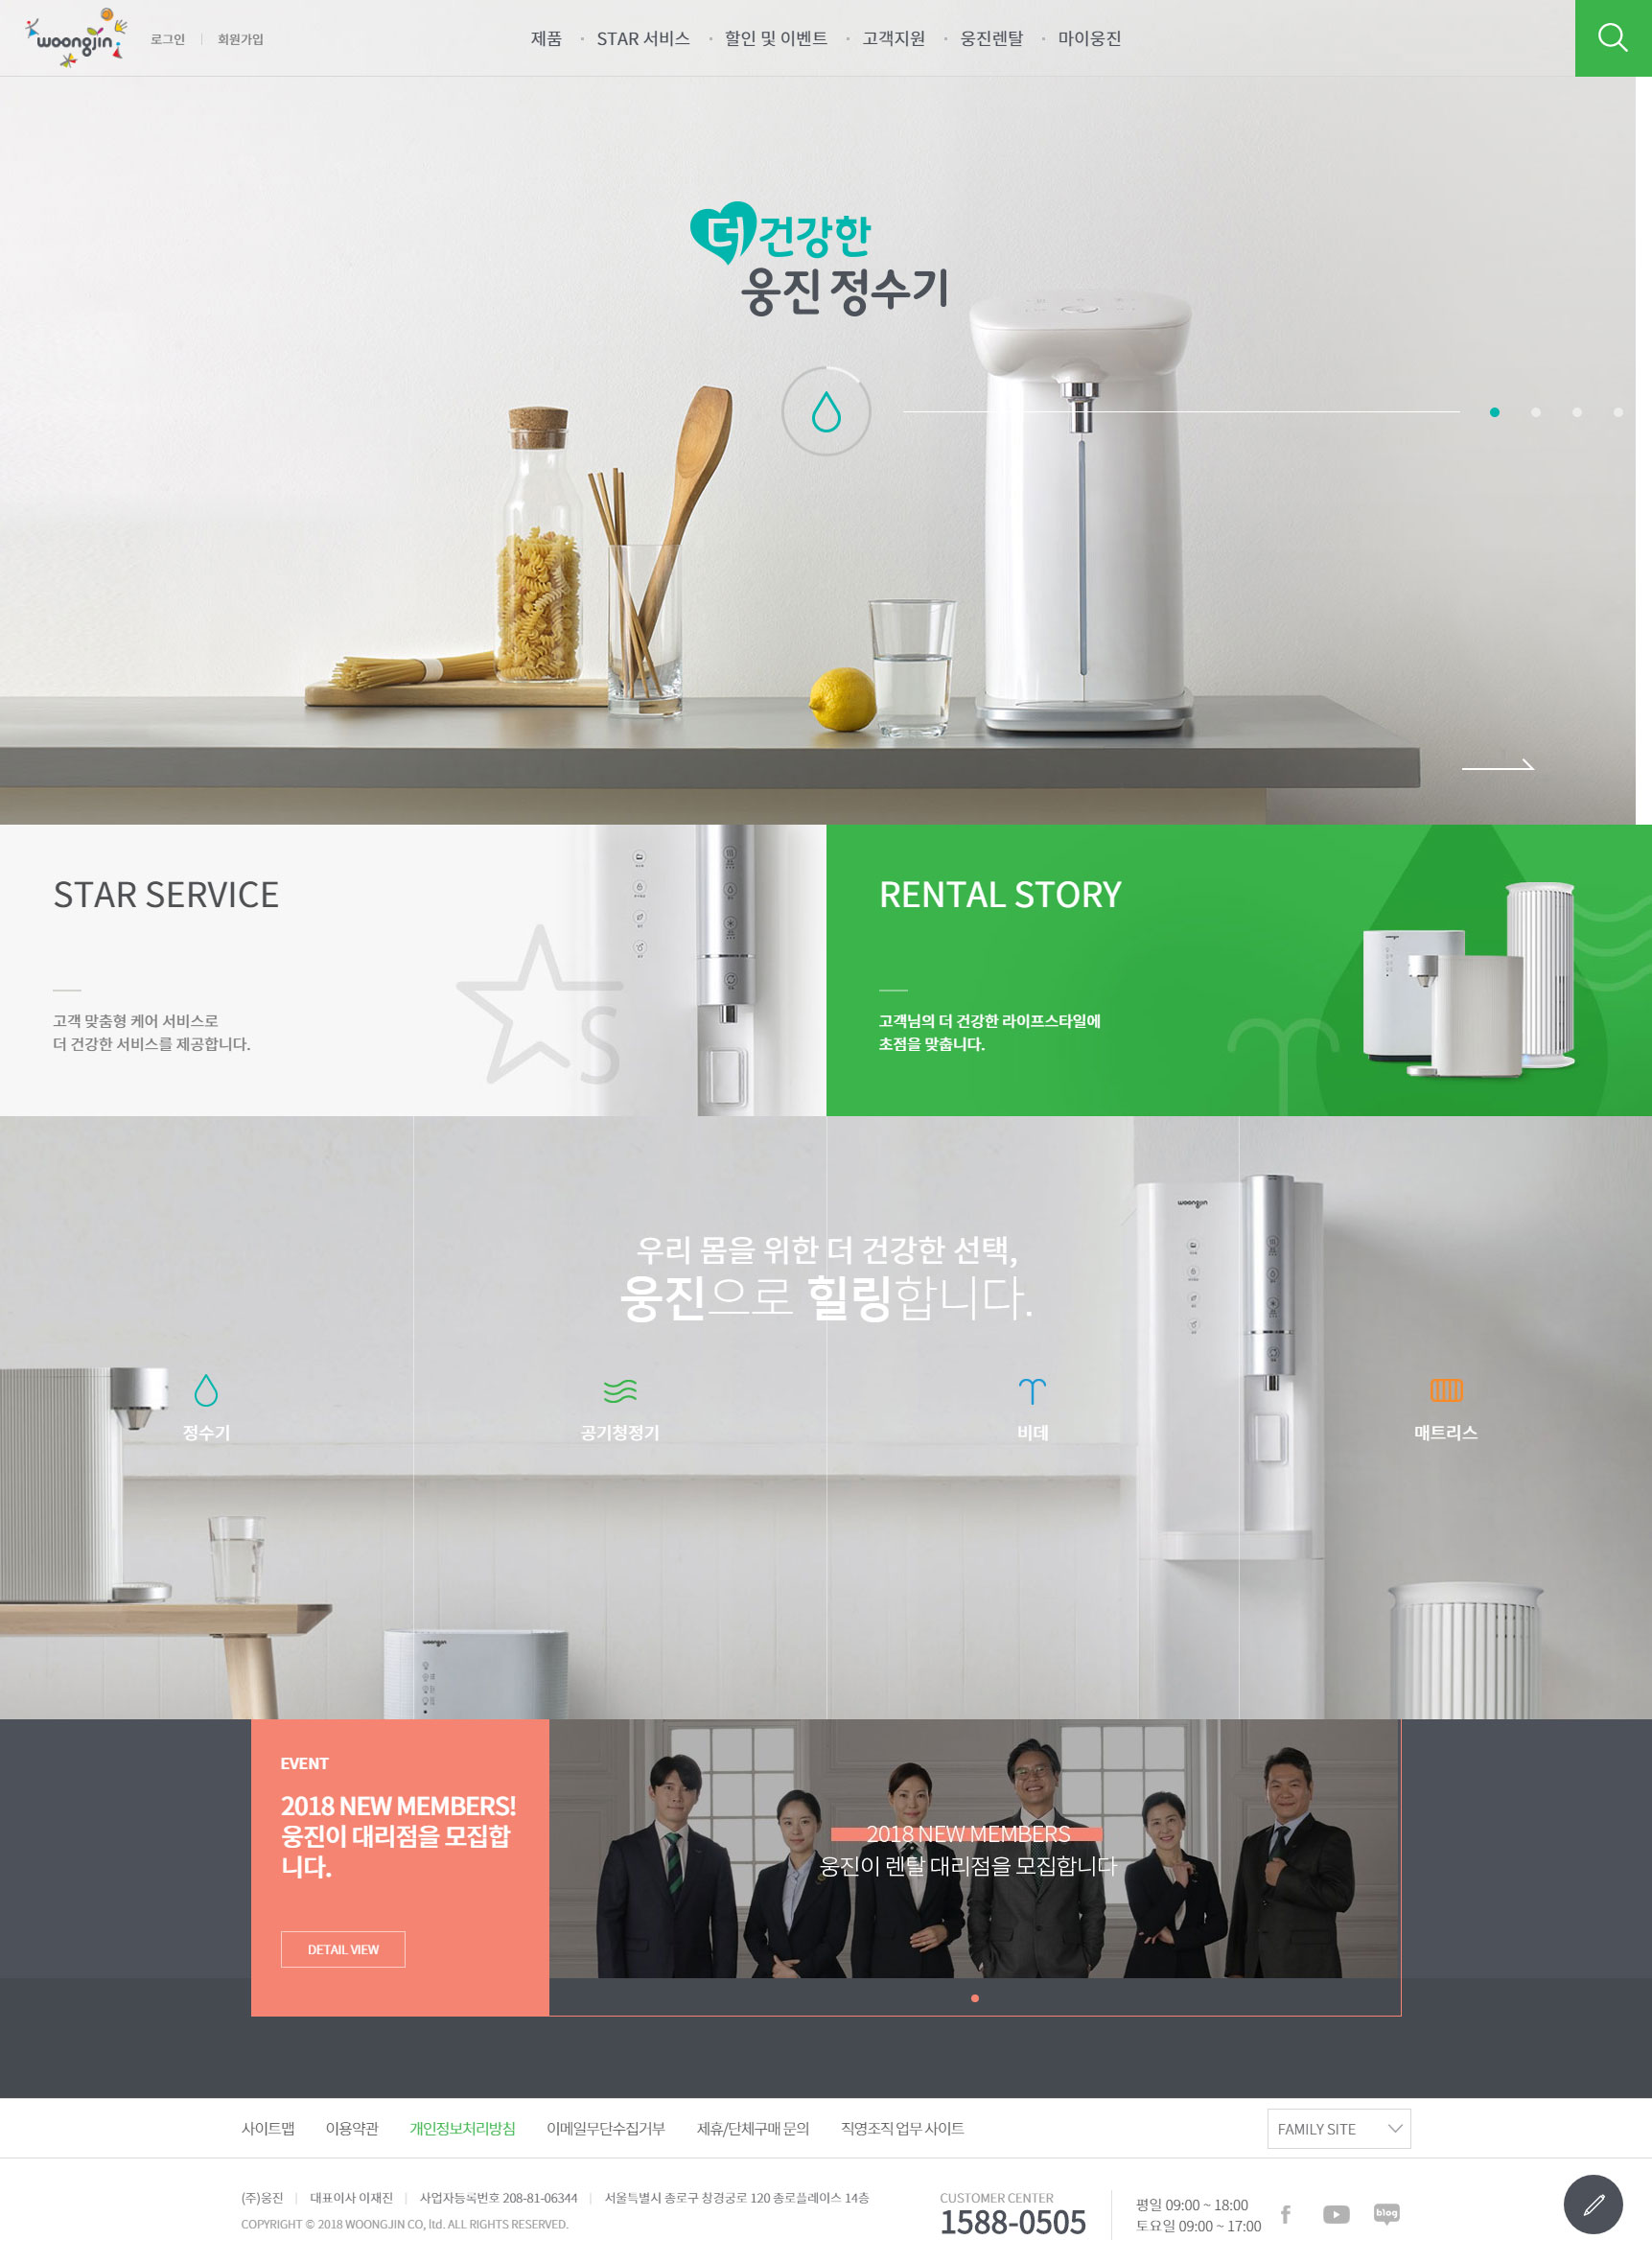 woongjin
로그인
회원가입
제품
STAR 서비스
할인 및 이벤트
고객지원
웅진렌탈
마이웅진
더건강한
웅진 정수기
STAR SERVICE
고객 맞춤형 케어 서비스로
더 건강한 서비스를 제공합니다.
S
RENTAL STORY
고객님의 더 건강한 라이프스타일에
초점을 맞춥니다.
woongjin
우리 몸을 위한 더 건강한 선택,
웅진으로 힐링합니다.
정수기
공기청정기
비데
매트리스
woongjin
EVENT
2018 NEW MEMBERS!
웅진이 대리점을 모집합
니다.
DETAIL VIEW
2018 NEW MEMBERS
웅진이 렌탈 대리점을 모집합니다
사이트맵
이용약관
개인정보처리방침
이메일무단수집거부
제휴/단체구매 문의
직영조직 업무 사이트
FAMILY SITE
(주)웅진
대표이사 이재진
사업자등록번호 208-81-06344
서울특별시 종로구 창경궁로 120 종로플레이스 14층
COPYRIGHT © 2018 WOONGJIN CO, ltd. ALL RIGHTS RESERVED.
CUSTOMER CENTER
1588-0505
평일 09:00 ~ 18:00
토요일 09:00 ~ 17:00
blog